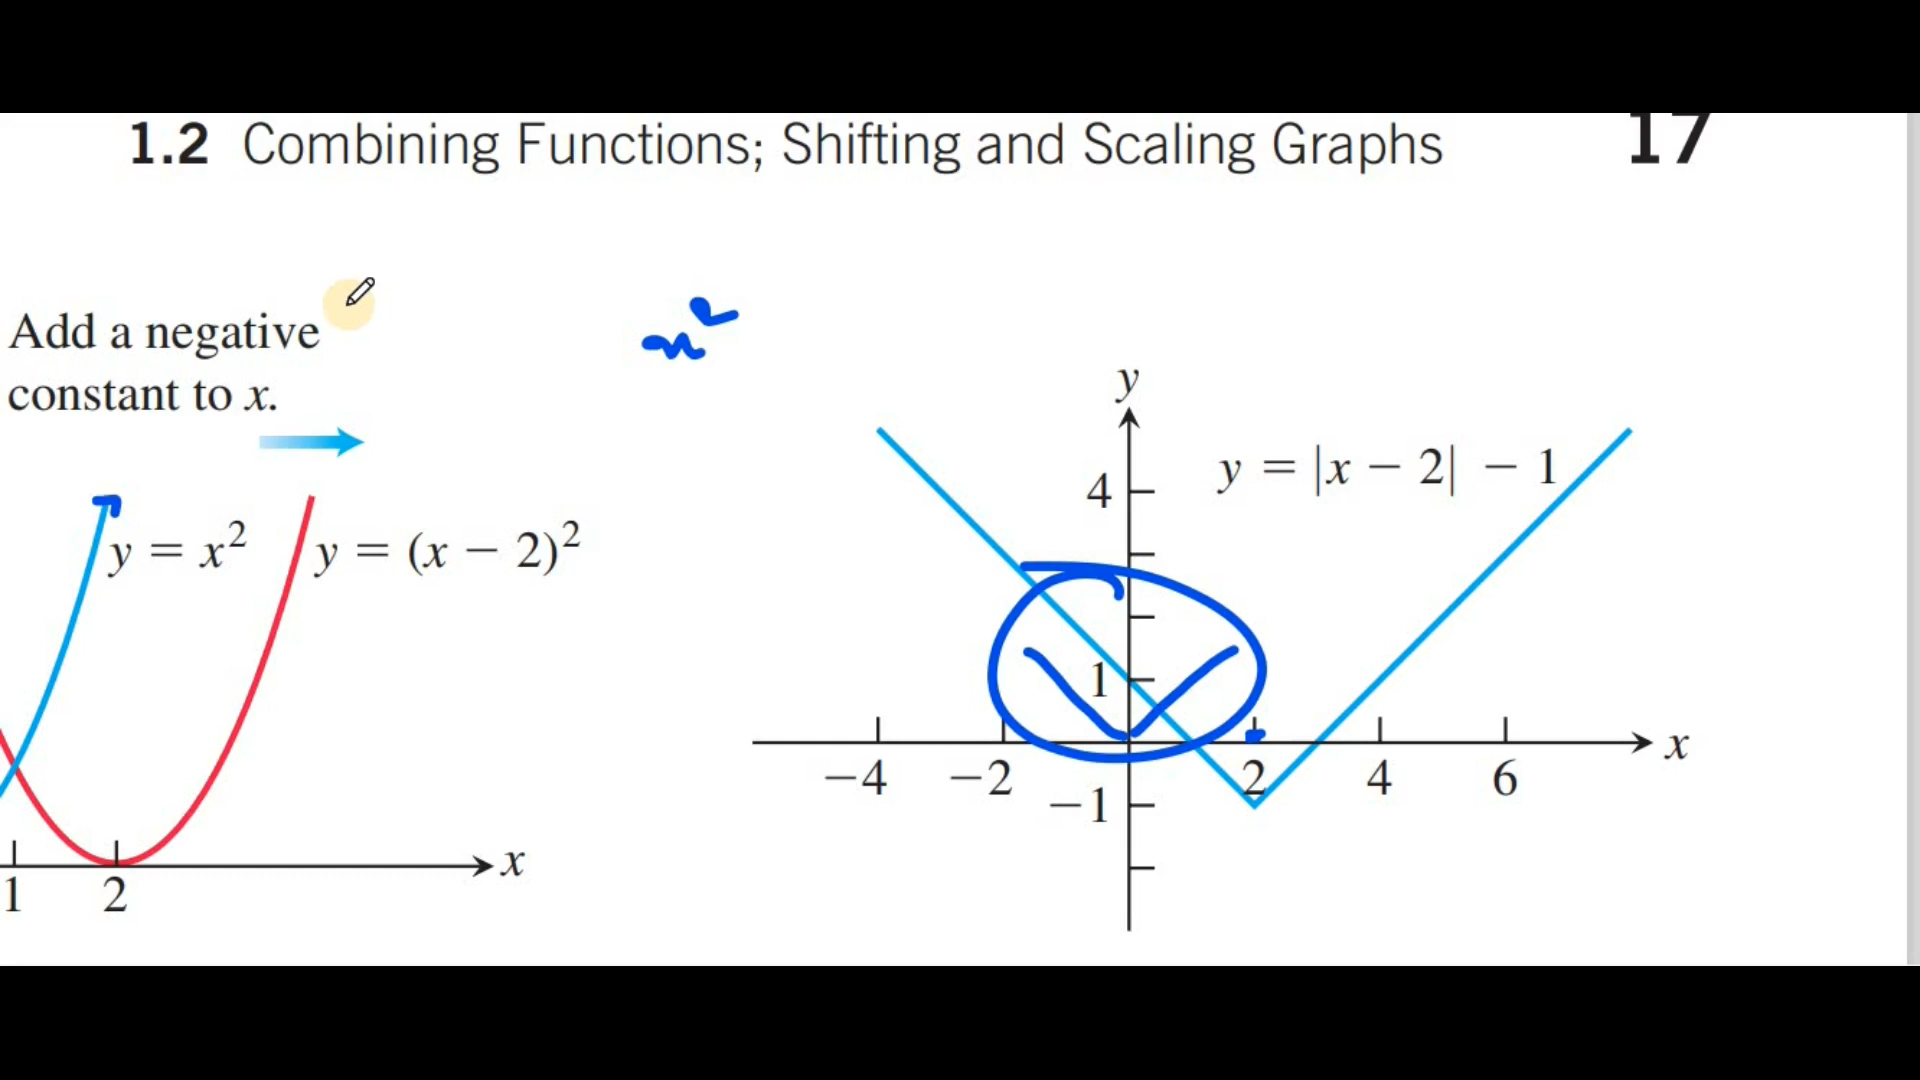 1.2 Combining Functions; Shifting and Scaling Graphs 17
Add a negative
constant to x.
y = x²
y = (x − 2)²
x
1 2
y
y = |x − 2| − 1
4
1
−1
−4 −2 2 4 6
x